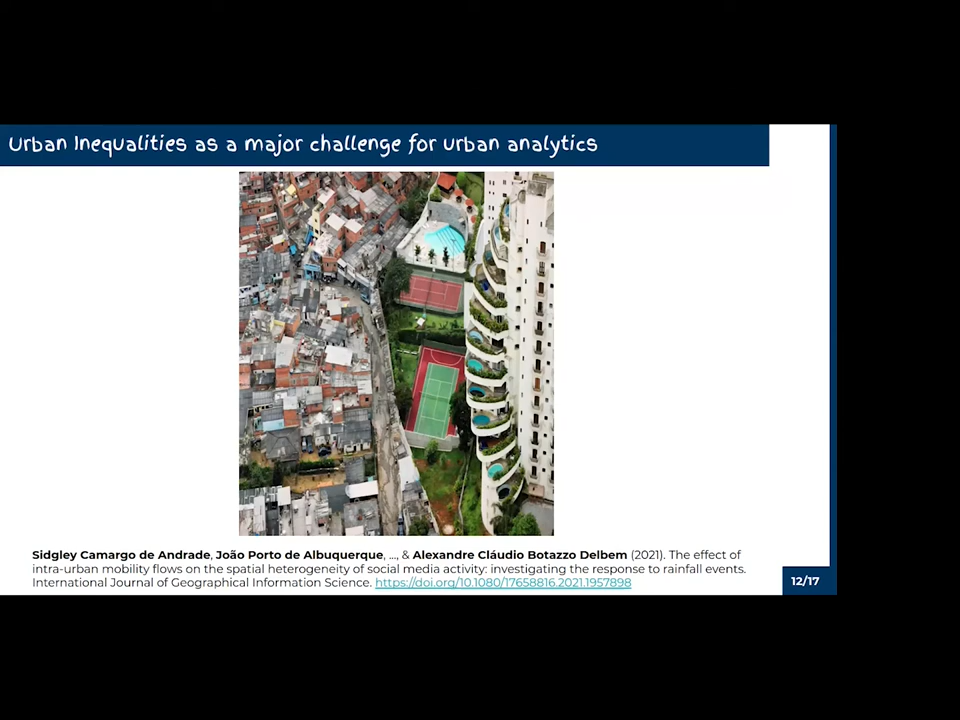 Urban Inequalities as a major challenge for urban analytics
Sidgley Camargo de Andrade, João Porto de Albuquerque, ..., & Alexandre Cláudio Botazzo Delbem (2021). The effect of
intra-urban mobility flows on the spatial heterogeneity of social media activity: investigating the response to rainfall events.
International Journal of Geographical Information Science. https://doi.org/10.1080/17658816.2021.1957898
12/17